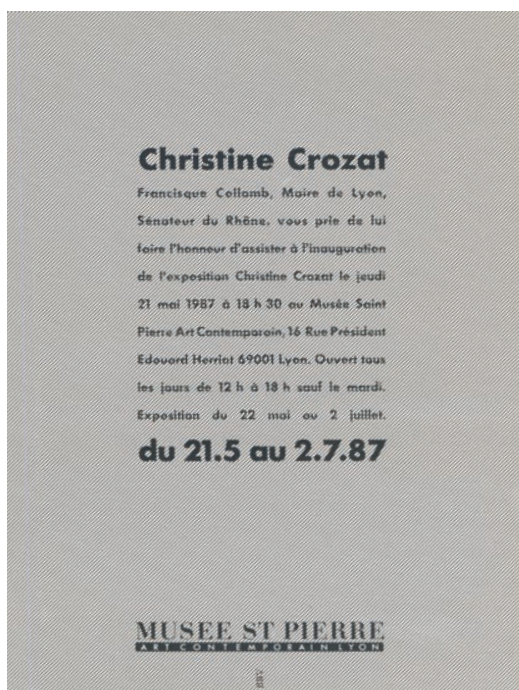 Christine Crozat
Francisque Collomb, Maire de Lyon,
Sénateur du Rhône, vous prie de lui
faire l'honneur d'assister à l'inauguration
de l'exposition Christine Crozat le jeudi
21 mai 1987 à 18 h 30 au Musée Saint
Pierre Art Contemporain, 16 Rue Président
Edouard Herriot 69001 Lyon. Ouvert tous
les jours de 12 h à 18 h sauf le mardi.
Exposition du 22 mai au 2 juillet.
du 21.5 au 2.7.87
MUSEE ST PIERRE
ART CONTEMPORAIN LYON